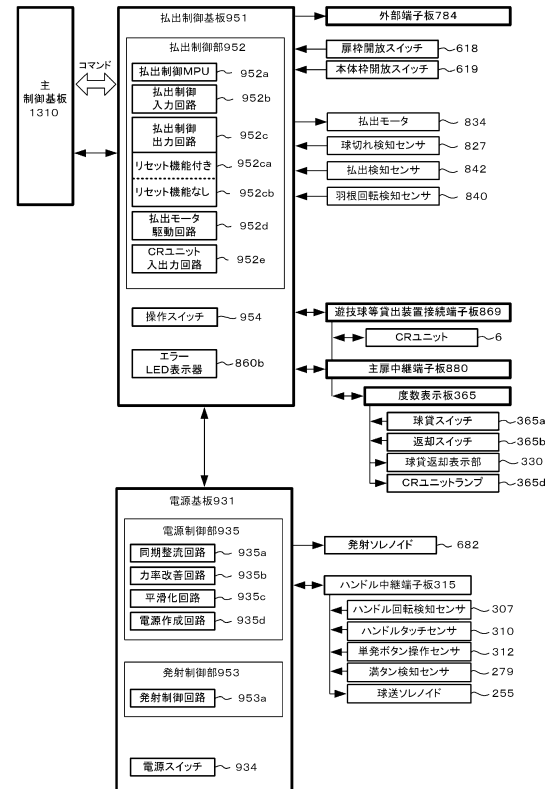 払出制御基板951
外部端子板784
払出制御部952
扉枠開放スイッチ 618
本体枠開放スイッチ 619
コマンド
払出制御MPU 952a
主
制御基板
1310
払出制御
入力回路 952b
払出制御
出力回路 952c
払出モータ 834
球切れ検知センサ 827
リセット機能付き 952ca
払出検知センサ 842
リセット機能なし 952cb
羽根回転検知センサ 840
払出モータ
駆動回路 952d
CRユニット
入出力回路 952e
操作スイッチ 954
遊技球等貸出装置接続端子板869
CRユニット 6
エラー
LED表示器 860b
主扉中継端子板880
度数表示板365
球貸スイッチ 365a
返却スイッチ 365b
球貸返却表示部 330
CRユニットランプ 365d
電源基板931
電源制御部935
同期整流回路 935a
発射ソレノイド 682
力率改善回路 935b
ハンドル中継端子板315
平滑化回路 935c
ハンドル回転検知センサ 307
電源作成回路 935d
ハンドルタッチセンサ 310
単発ボタン操作センサ 312
発射制御部953
満タン検知センサ 279
発射制御回路 953a
球送ソレノイド 255
電源スイッチ 934